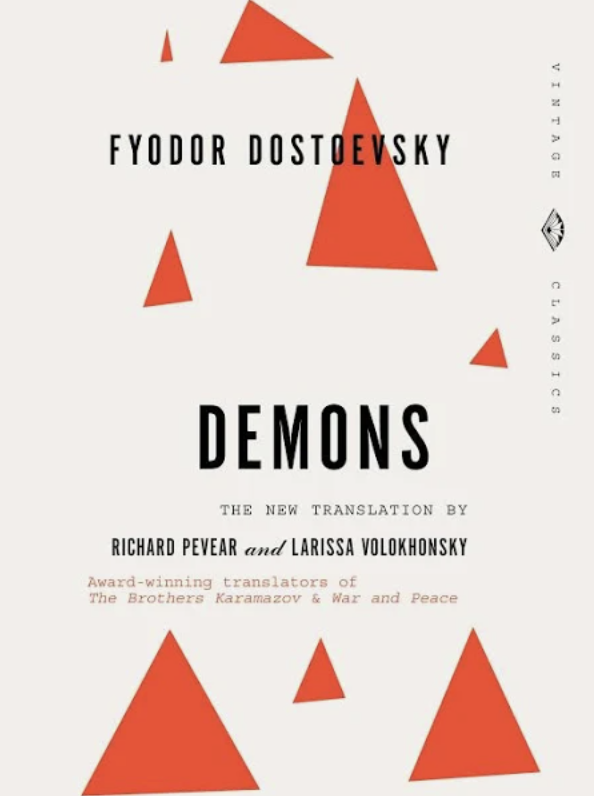 FYODOR DOSTOEVSKY
VINTAGE CLASSICS
DEMONS
THE NEW TRANSLATION BY
RICHARD PEVEAR and LARISSA VOLOKHONSKY
Award-winning translators of
The Brothers Karamazov & War and Peace